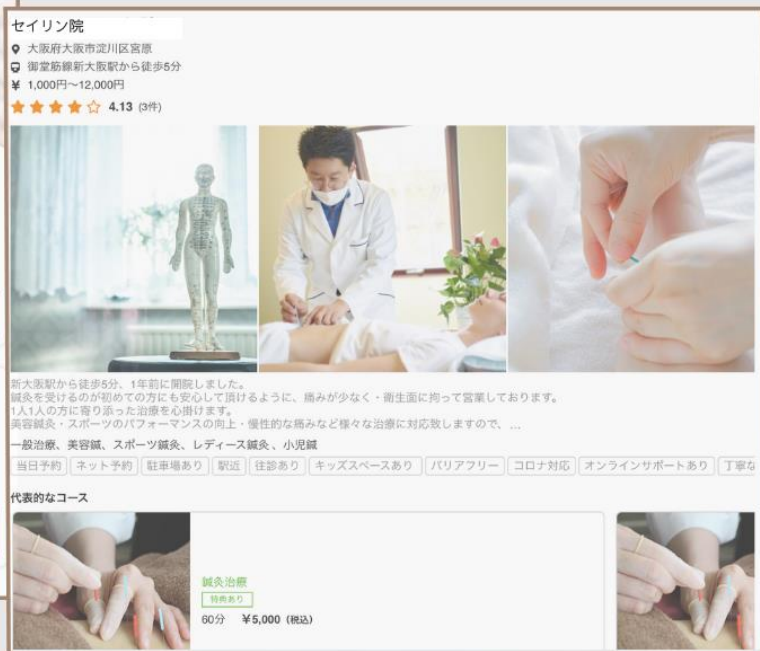 セイリン院
大阪府大阪市淀川区宮原
御堂筋線新大阪駅から徒歩5分
¥ 1,000円〜12,000円
4.13 (3件)
新大阪駅から徒歩5分、1年前に開院しました。
鍼灸を受けるのが初めての方にも安心して頂けるように、痛みが少なく・衛生面に拘って営業しております。
1人1人の方に寄り添った治療を心掛けます。
美容鍼灸・スポーツのパフォーマンスの向上・慢性的な痛みなど様々な治療に対応致しますので、...
一般治療、美容鍼、スポーツ鍼灸、レディース鍼灸、小児鍼
当日予約 ネット予約 駐車場あり 駅近 往診あり キッズスペースあり バリアフリー コロナ対応 オンラインサポートあり 丁寧な
代表的なコース
鍼灸治療
特典あり
60分 ¥5,000 (税込)